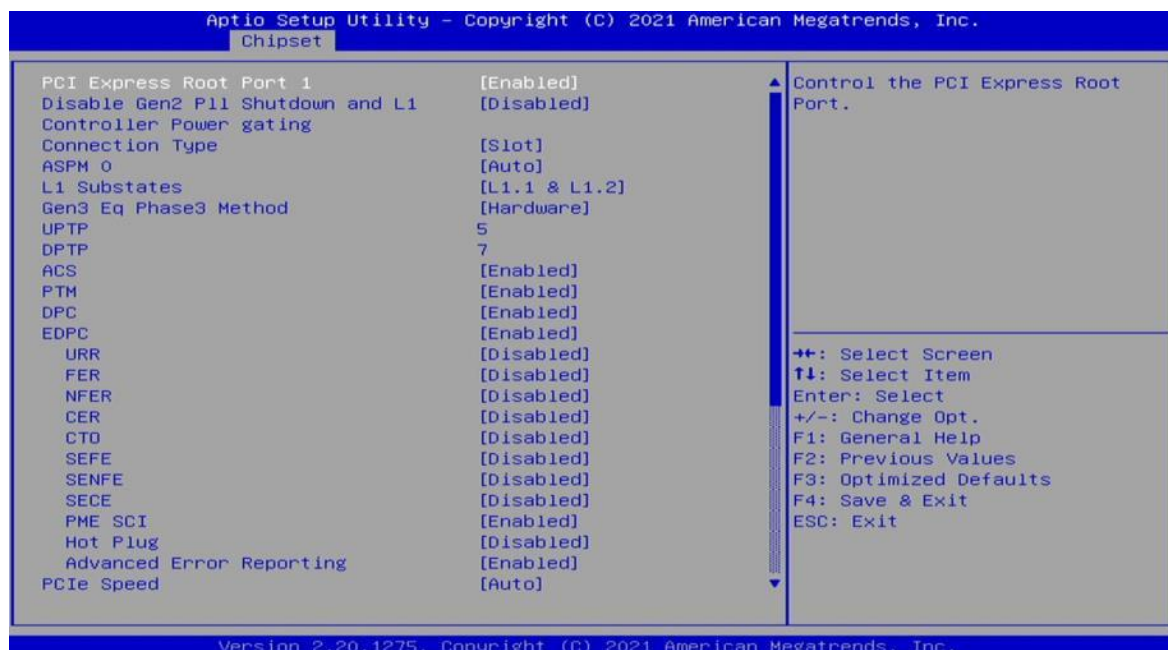 Aptio Setup Utility – Copyright (C) 2021 American Megatrends, Inc.
Chipset
PCI Express Root Port 1 [Enabled]
Disable Gen2 Pll Shutdown and L1 [Disabled]
Controller Power gating
Connection Type [Slot]
ASPM 0 [Auto]
L1 Substates [L1.1 & L1.2]
Gen3 Eq Phase3 Method [Hardware]
UPTP 5
DPTP 7
ACS [Enabled]
PTM [Enabled]
DPC [Enabled]
EDPC [Enabled]
URR [Disabled]
FER [Disabled]
NFER [Disabled]
CER [Disabled]
CTO [Disabled]
SEFE [Disabled]
SENFE [Disabled]
SECE [Disabled]
PME SCI [Enabled]
Hot Plug [Disabled]
Advanced Error Reporting [Enabled]
PCIe Speed [Auto]
Control the PCI Express Root
Port.
→←: Select Screen
↑↓: Select Item
Enter: Select
+/-: Change Opt.
F1: General Help
F2: Previous Values
F3: Optimized Defaults
F4: Save & Exit
ESC: Exit
Version 2.20.1275. Copyright (C) 2021 American Megatrends, Inc.